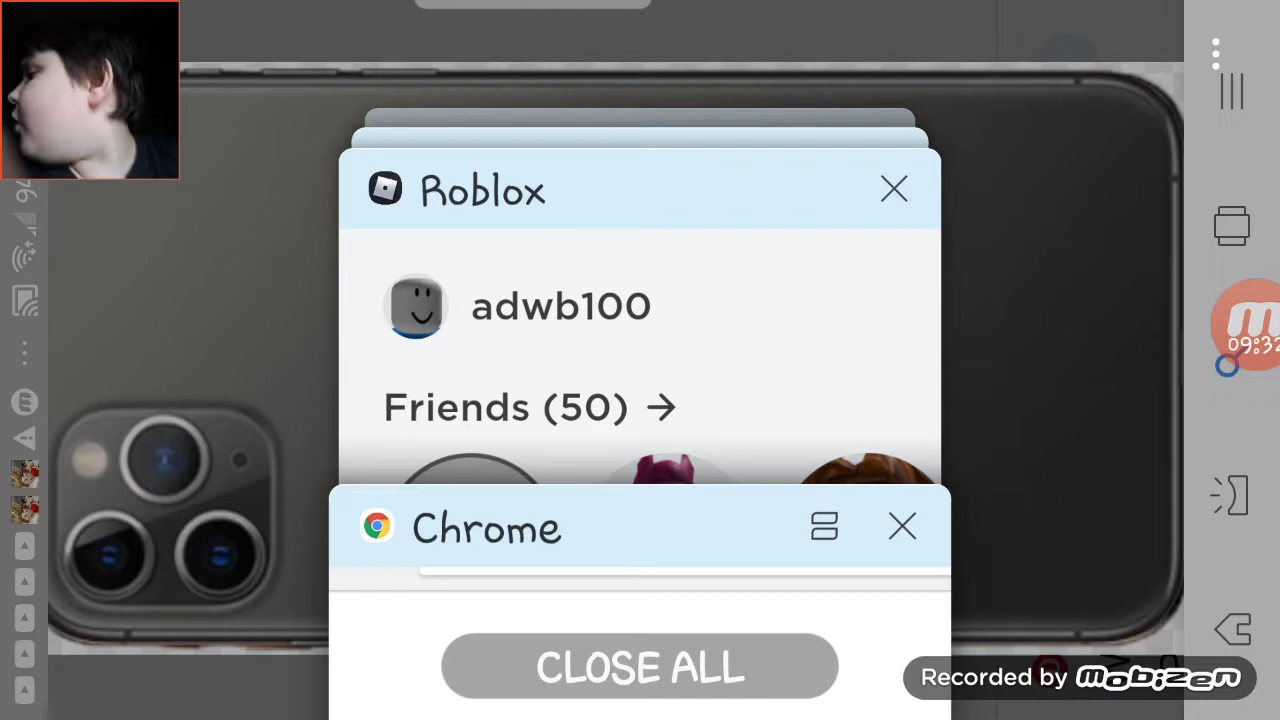 Roblox
adwb100
Friends (50) →
Chrome
CLOSE ALL
09:32
Recorded by mobizen